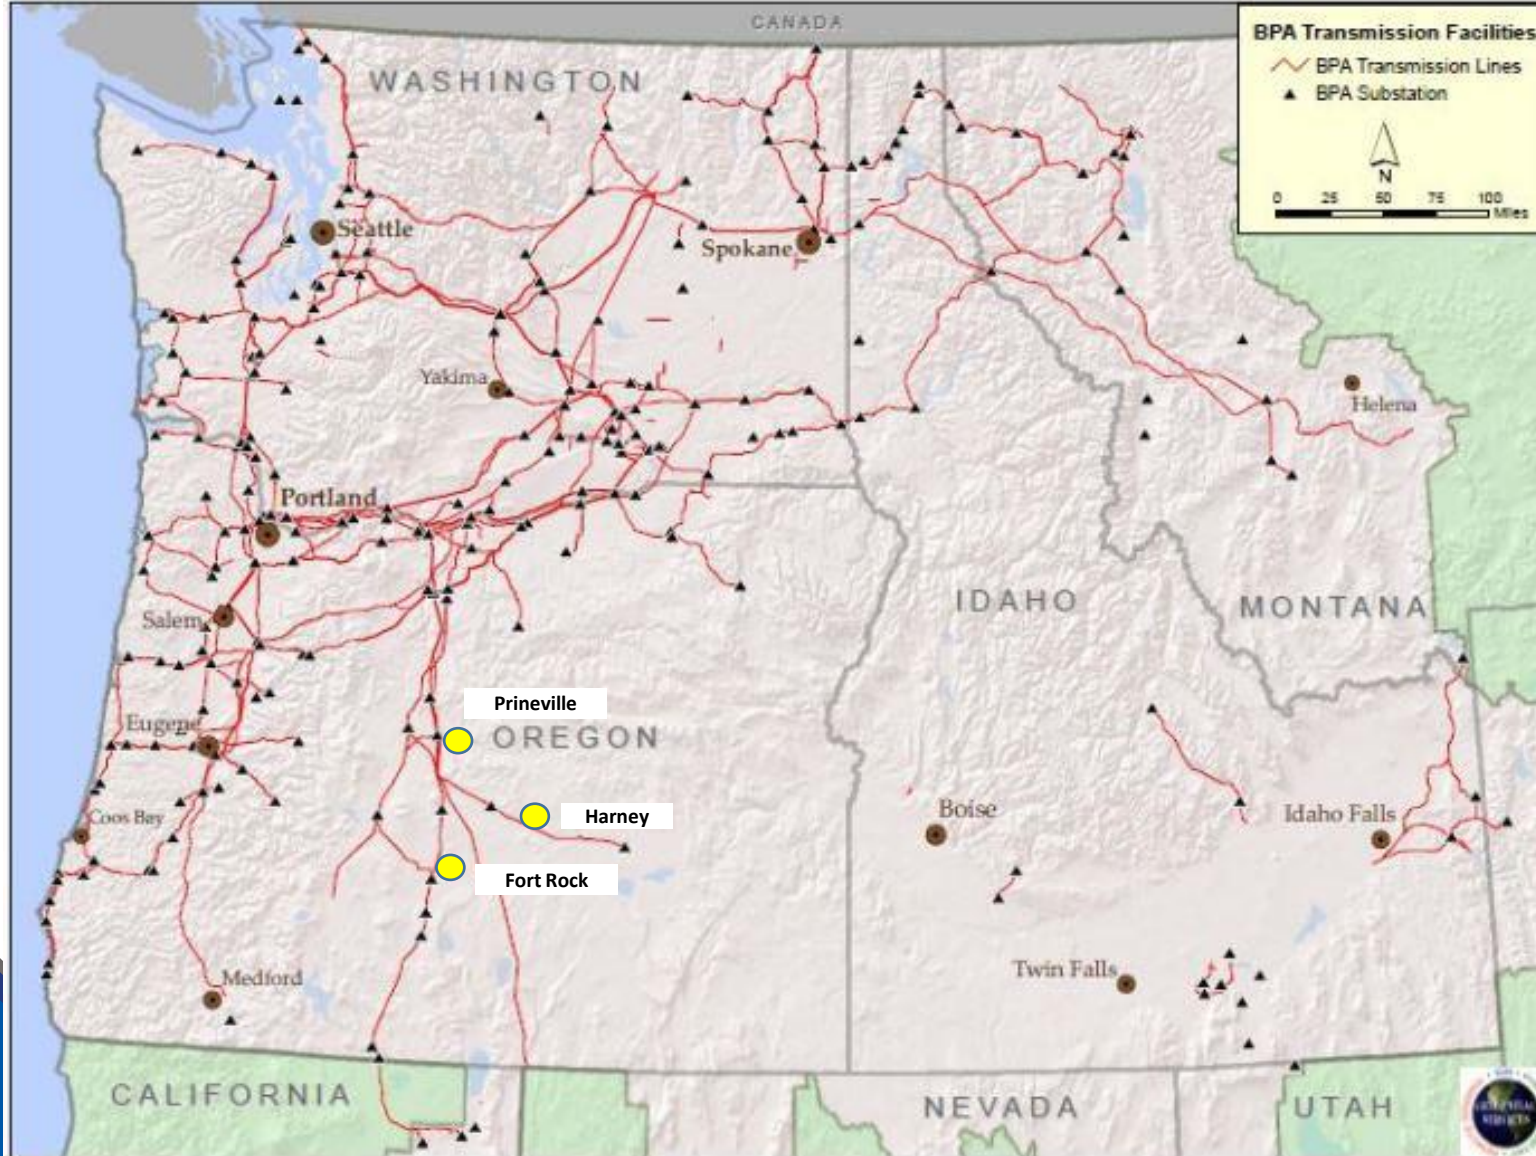 CANADA
BPA Transmission Facilities
BPA Transmission Lines
BPA Substation
N
0 25 50 75 100
Miles
WASHINGTON
Seattle
Spokane
Yakima
Helena
Portland
IDAHO
MONTANA
Salem
Prineville
Eugene
OREGON
Coos Bay
Harney
Boise
Idaho Falls
Fort Rock
Medford
Twin Falls
CALIFORNIA
NEVADA
UTAH